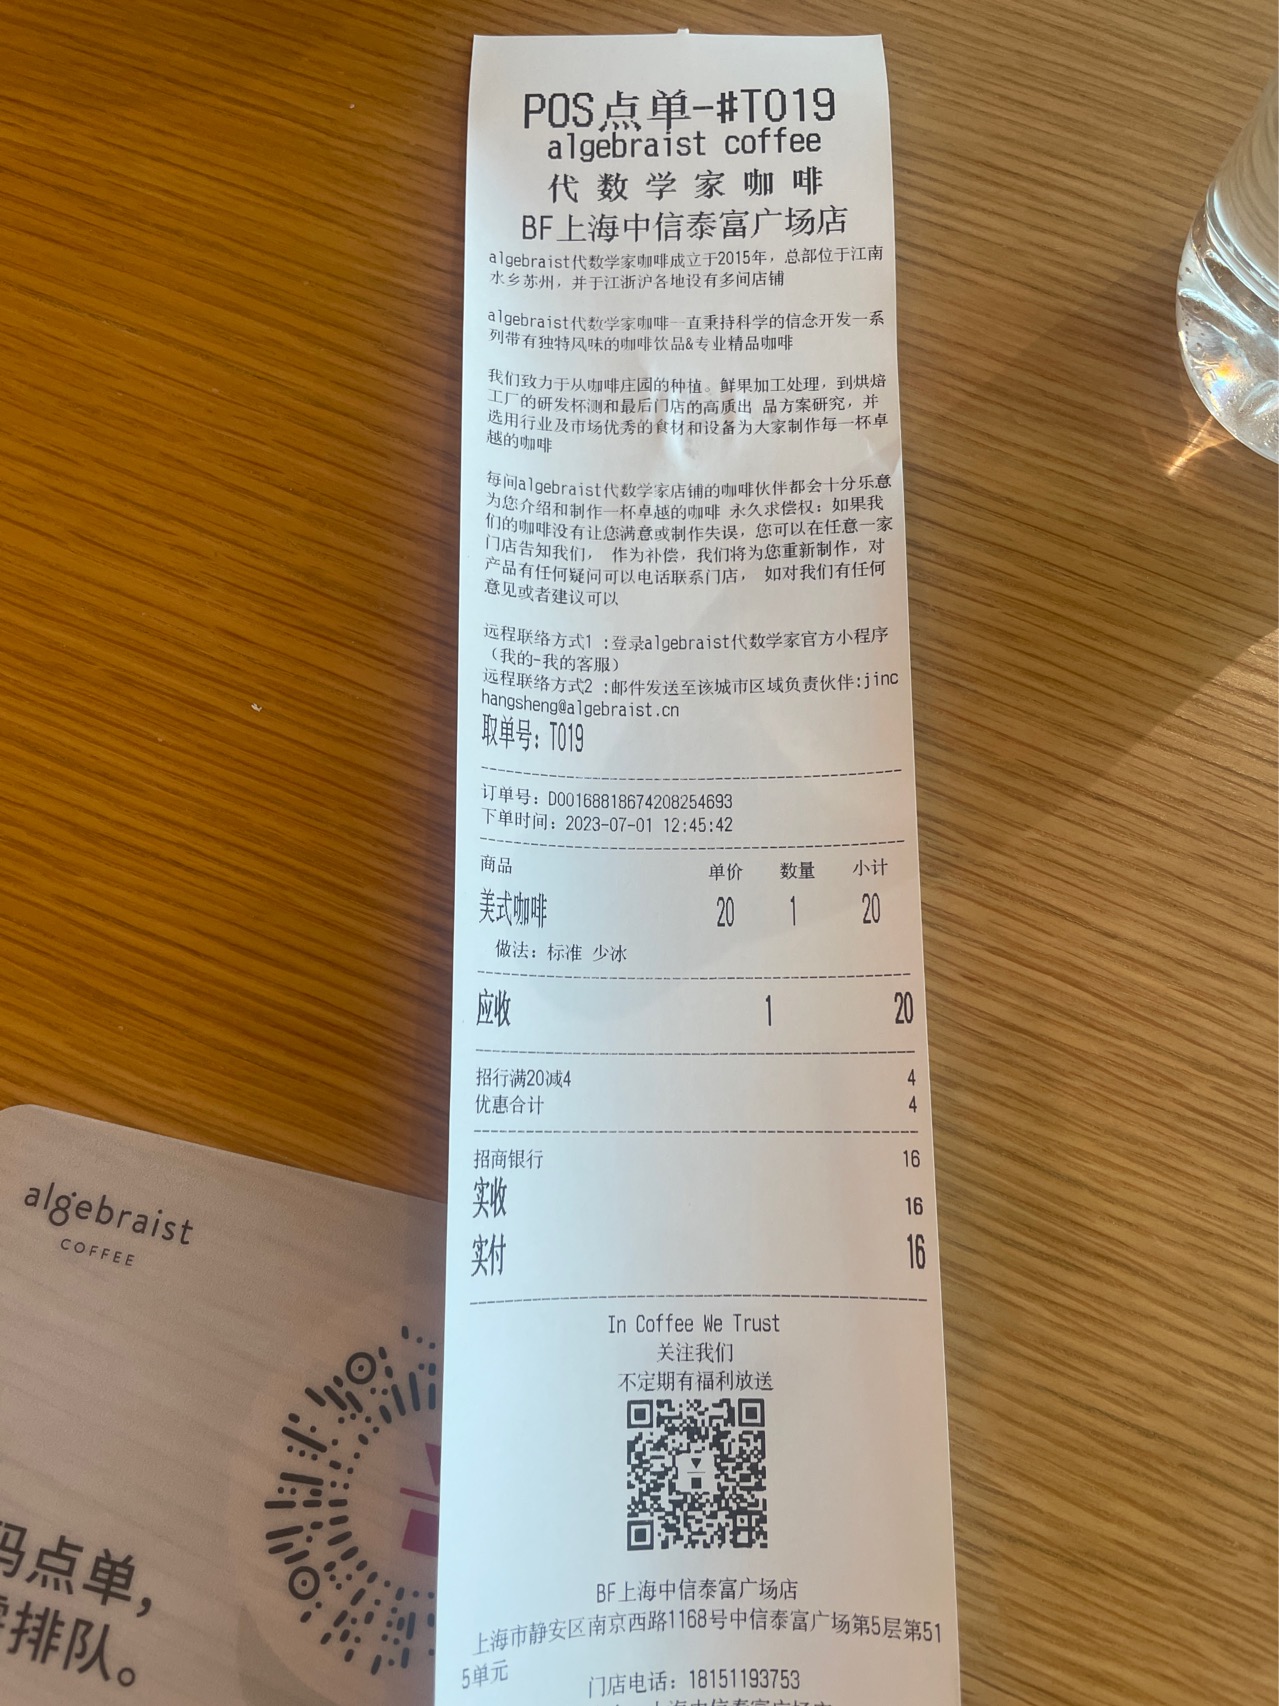 POS点单-#T019
algebraist coffee
代数学家咖啡
BF上海中信泰富广场店
algebraist代数学家咖啡成立于2015年，总部位于江南
水乡苏州，并于江浙沪各地设有多间店铺
algebraist代数学家咖啡一直秉持科学的信念开发一系
列带有独特风味的咖啡饮品&专业精品咖啡
我们致力于从咖啡庄园的种植。鲜果加工处理，到烘焙
工厂的研发杯测和最后门店的高质出 品方案研究，并
选用行业及市场优秀的食材和设备为大家制作每一杯卓
越的咖啡
每间algebraist代数学家店铺的咖啡伙伴都会十分乐意
为您介绍和制作一杯卓越的咖啡 永久求偿权：如果我
们的咖啡没有让您满意或制作失误，您可以在任意一家
门店告知我们， 作为补偿，我们将为您重新制作，对
产品有任何疑问可以电话联系门店， 如对我们有任何
意见或者建议可以
远程联络方式1 :登录algebraist代数学家官方小程序
（我的-我的客服）
远程联络方式2 :邮件发送至该城市区域负责伙伴:jinc
hangsheng@algebraist.cn
取单号：T019
订单号：D00168818674208254693
下单时间：2023-07-01 12:45:42
商品 单价 数量 小计
美式咖啡 20 1 20
做法：标准 少冰
应收 1 20
招行满20减4 4
优惠合计 4
招商银行 16
实收 16
实付 16
In Coffee We Trust
关注我们
不定期有福利放送
BF上海中信泰富广场店
上海市静安区南京西路1168号中信泰富广场第5层第51
5单元
门店电话：18151193753
algebraist
COFFEE
码点单，
排队。